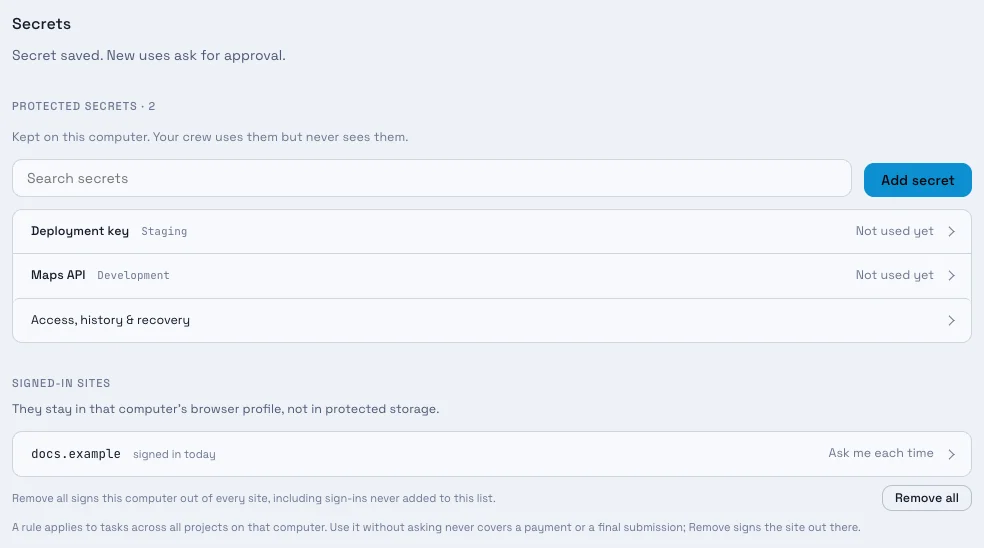 Secrets
Secret saved. New uses ask for approval.
PROTECTED SECRETS · 2
Kept on this computer. Your crew uses them but never sees them.
Search secrets
Add secret
Deployment key Staging Not used yet
Maps API Development Not used yet
Access, history & recovery
SIGNED-IN SITES
They stay in that computer's browser profile, not in protected storage.
docs.example signed in today Ask me each time
Remove all signs this computer out of every site, including sign-ins never added to this list.
Remove all
A rule applies to tasks across all projects on that computer. Use it without asking never covers a payment or a final submission; Remove signs the site out there.